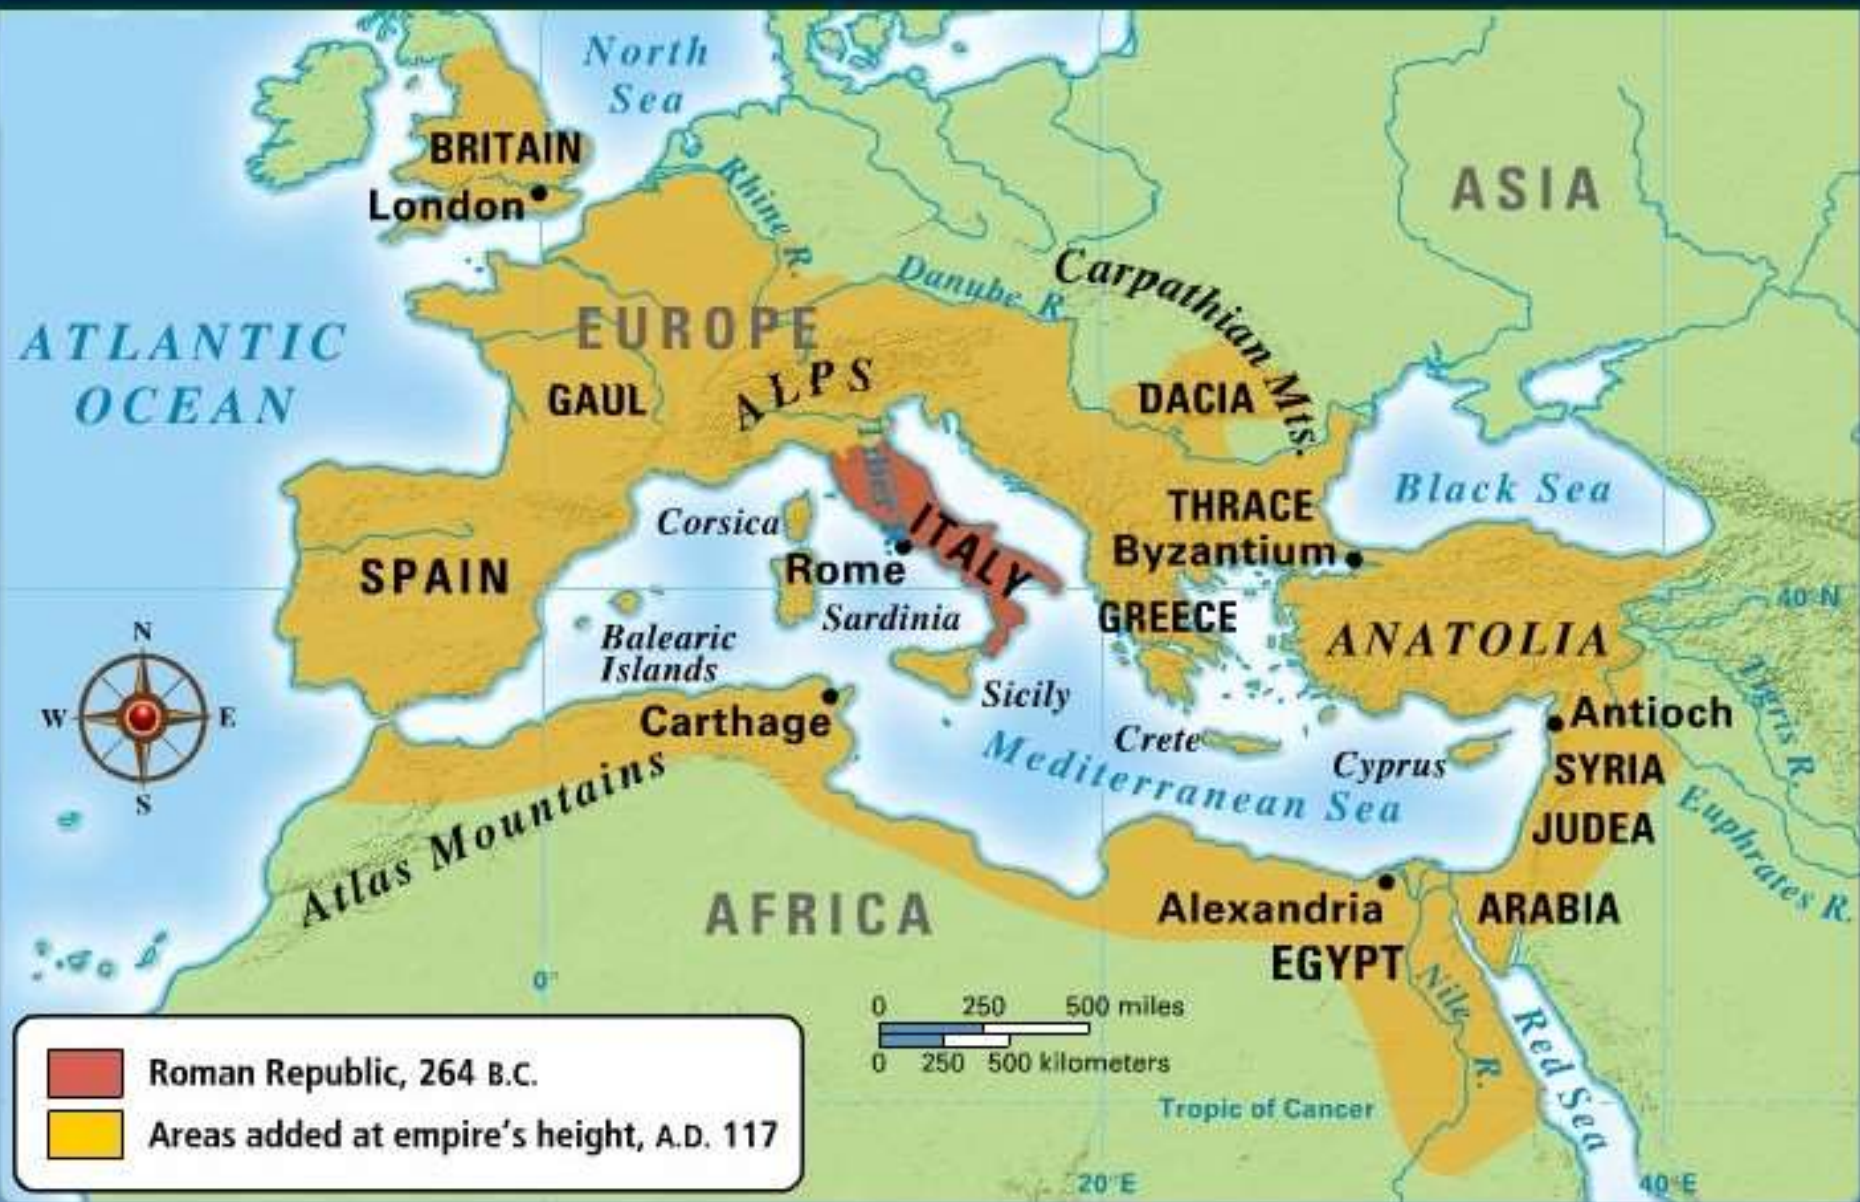 North
Sea
BRITAIN
London
Rhine R.
ASIA
Danube R
Carpathian Mts.
ATLANTIC
OCEAN
EUROPE
ALPS
GAUL
DACIA
Tiber
Black Sea
THRACE
Corsica
ITALY
Byzantium
Rome
SPAIN
40°N
Sardinia
GREECE
ANATOLIA
Balearic
Islands
N
W
E
S
Sicily
Carthage
Antioch
Tigris R.
Crete
Cyprus
SYRIA
Mediterranean Sea
JUDEA
Euphrates R.
Atlas Mountains
AFRICA
Alexandria
ARABIA
EGYPT
Nile R.
0°
0 250 500 miles
0 250 500 kilometers
Red Sea
Roman Republic, 264 B.C.
Areas added at empire's height, A.D. 117
Tropic of Cancer
20°E
40°E